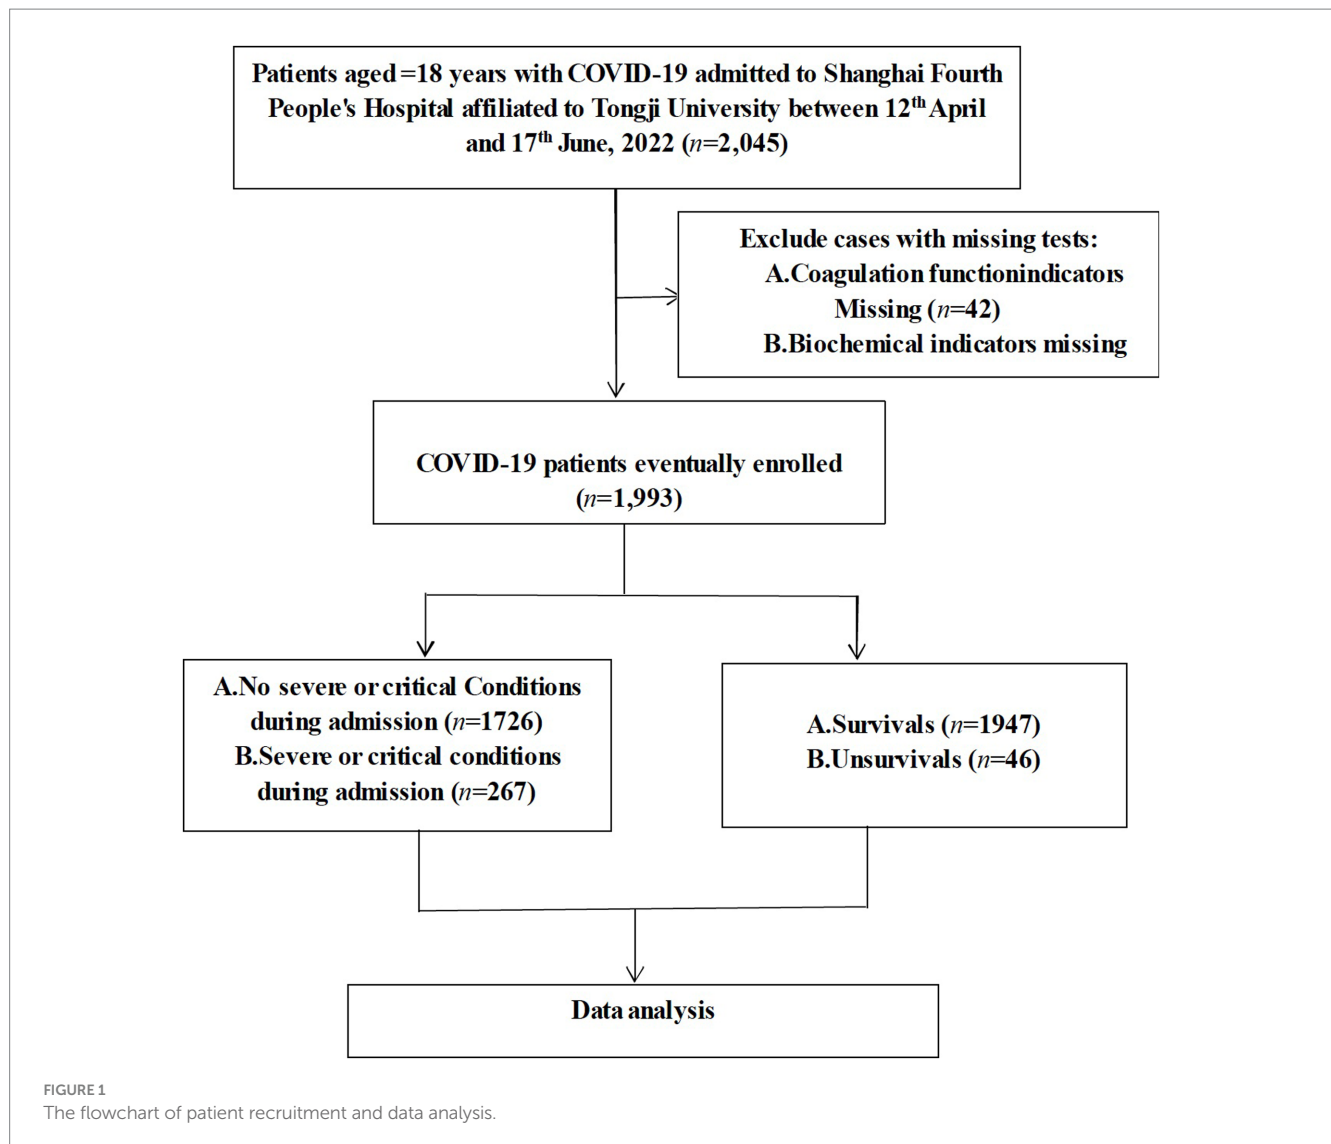 Patients aged =18 years with COVID-19 admitted to Shanghai Fourth
People's Hospital affiliated to Tongji University between 12th April
and 17th June, 2022 (n=2,045)
Exclude cases with missing tests:
A.Coagulation functionindicators
Missing (n=42)
B.Biochemical indicators missing
COVID-19 patients eventually enrolled
(n=1,993)
A.No severe or critical Conditions
during admission (n=1726)
B.Severe or critical conditions
during admission (n=267)
A.Survivals (n=1947)
B.Unsurvivals (n=46)
Data analysis
FIGURE 1
The flowchart of patient recruitment and data analysis.